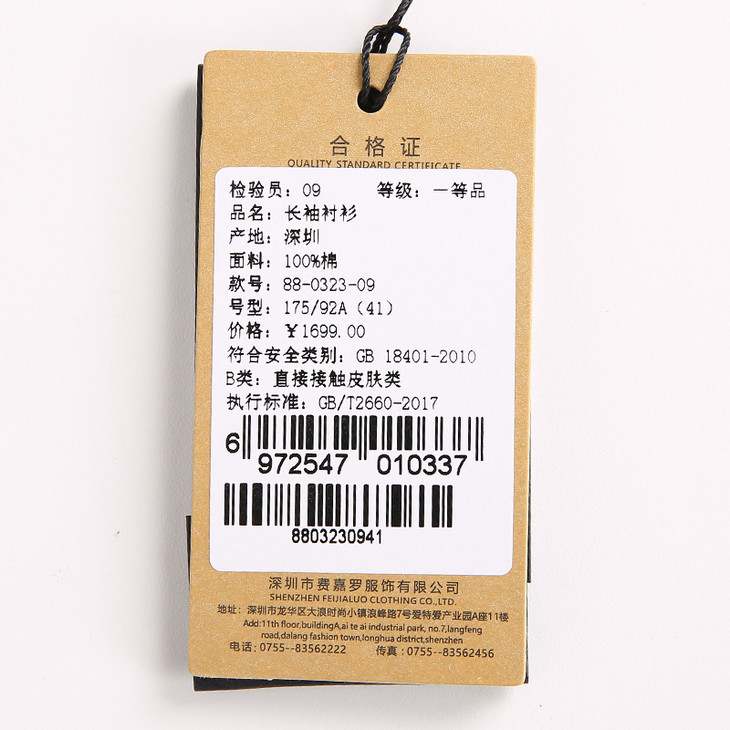 合格证
QUALITY STANDARD CERTIFICATE
检验员：09 等级：一等品
品名：长袖衬衫
产地：深圳
面料：100%棉
款号：88-0323-09
号型：175/92A（41）
价格：￥1699.00
符合安全类别：GB 18401-2010
B类：直接接触皮肤类
执行标准：GB/T2660-2017
6 972547 010337
8803230941
深圳市费嘉罗服饰有限公司
SHENZHEN FEIJIALUO CLOTHING CO.,LTD.
地址：深圳市龙华区大浪时尚小镇浪峰路7号爱特爱产业园A座11楼
Add:11th floor,buildingA,ai te ai industrial park, no.7,langfeng
road,dalang fashion town,longhua district,shenzhen
电话：0755--83562222 传真：0755--83562456